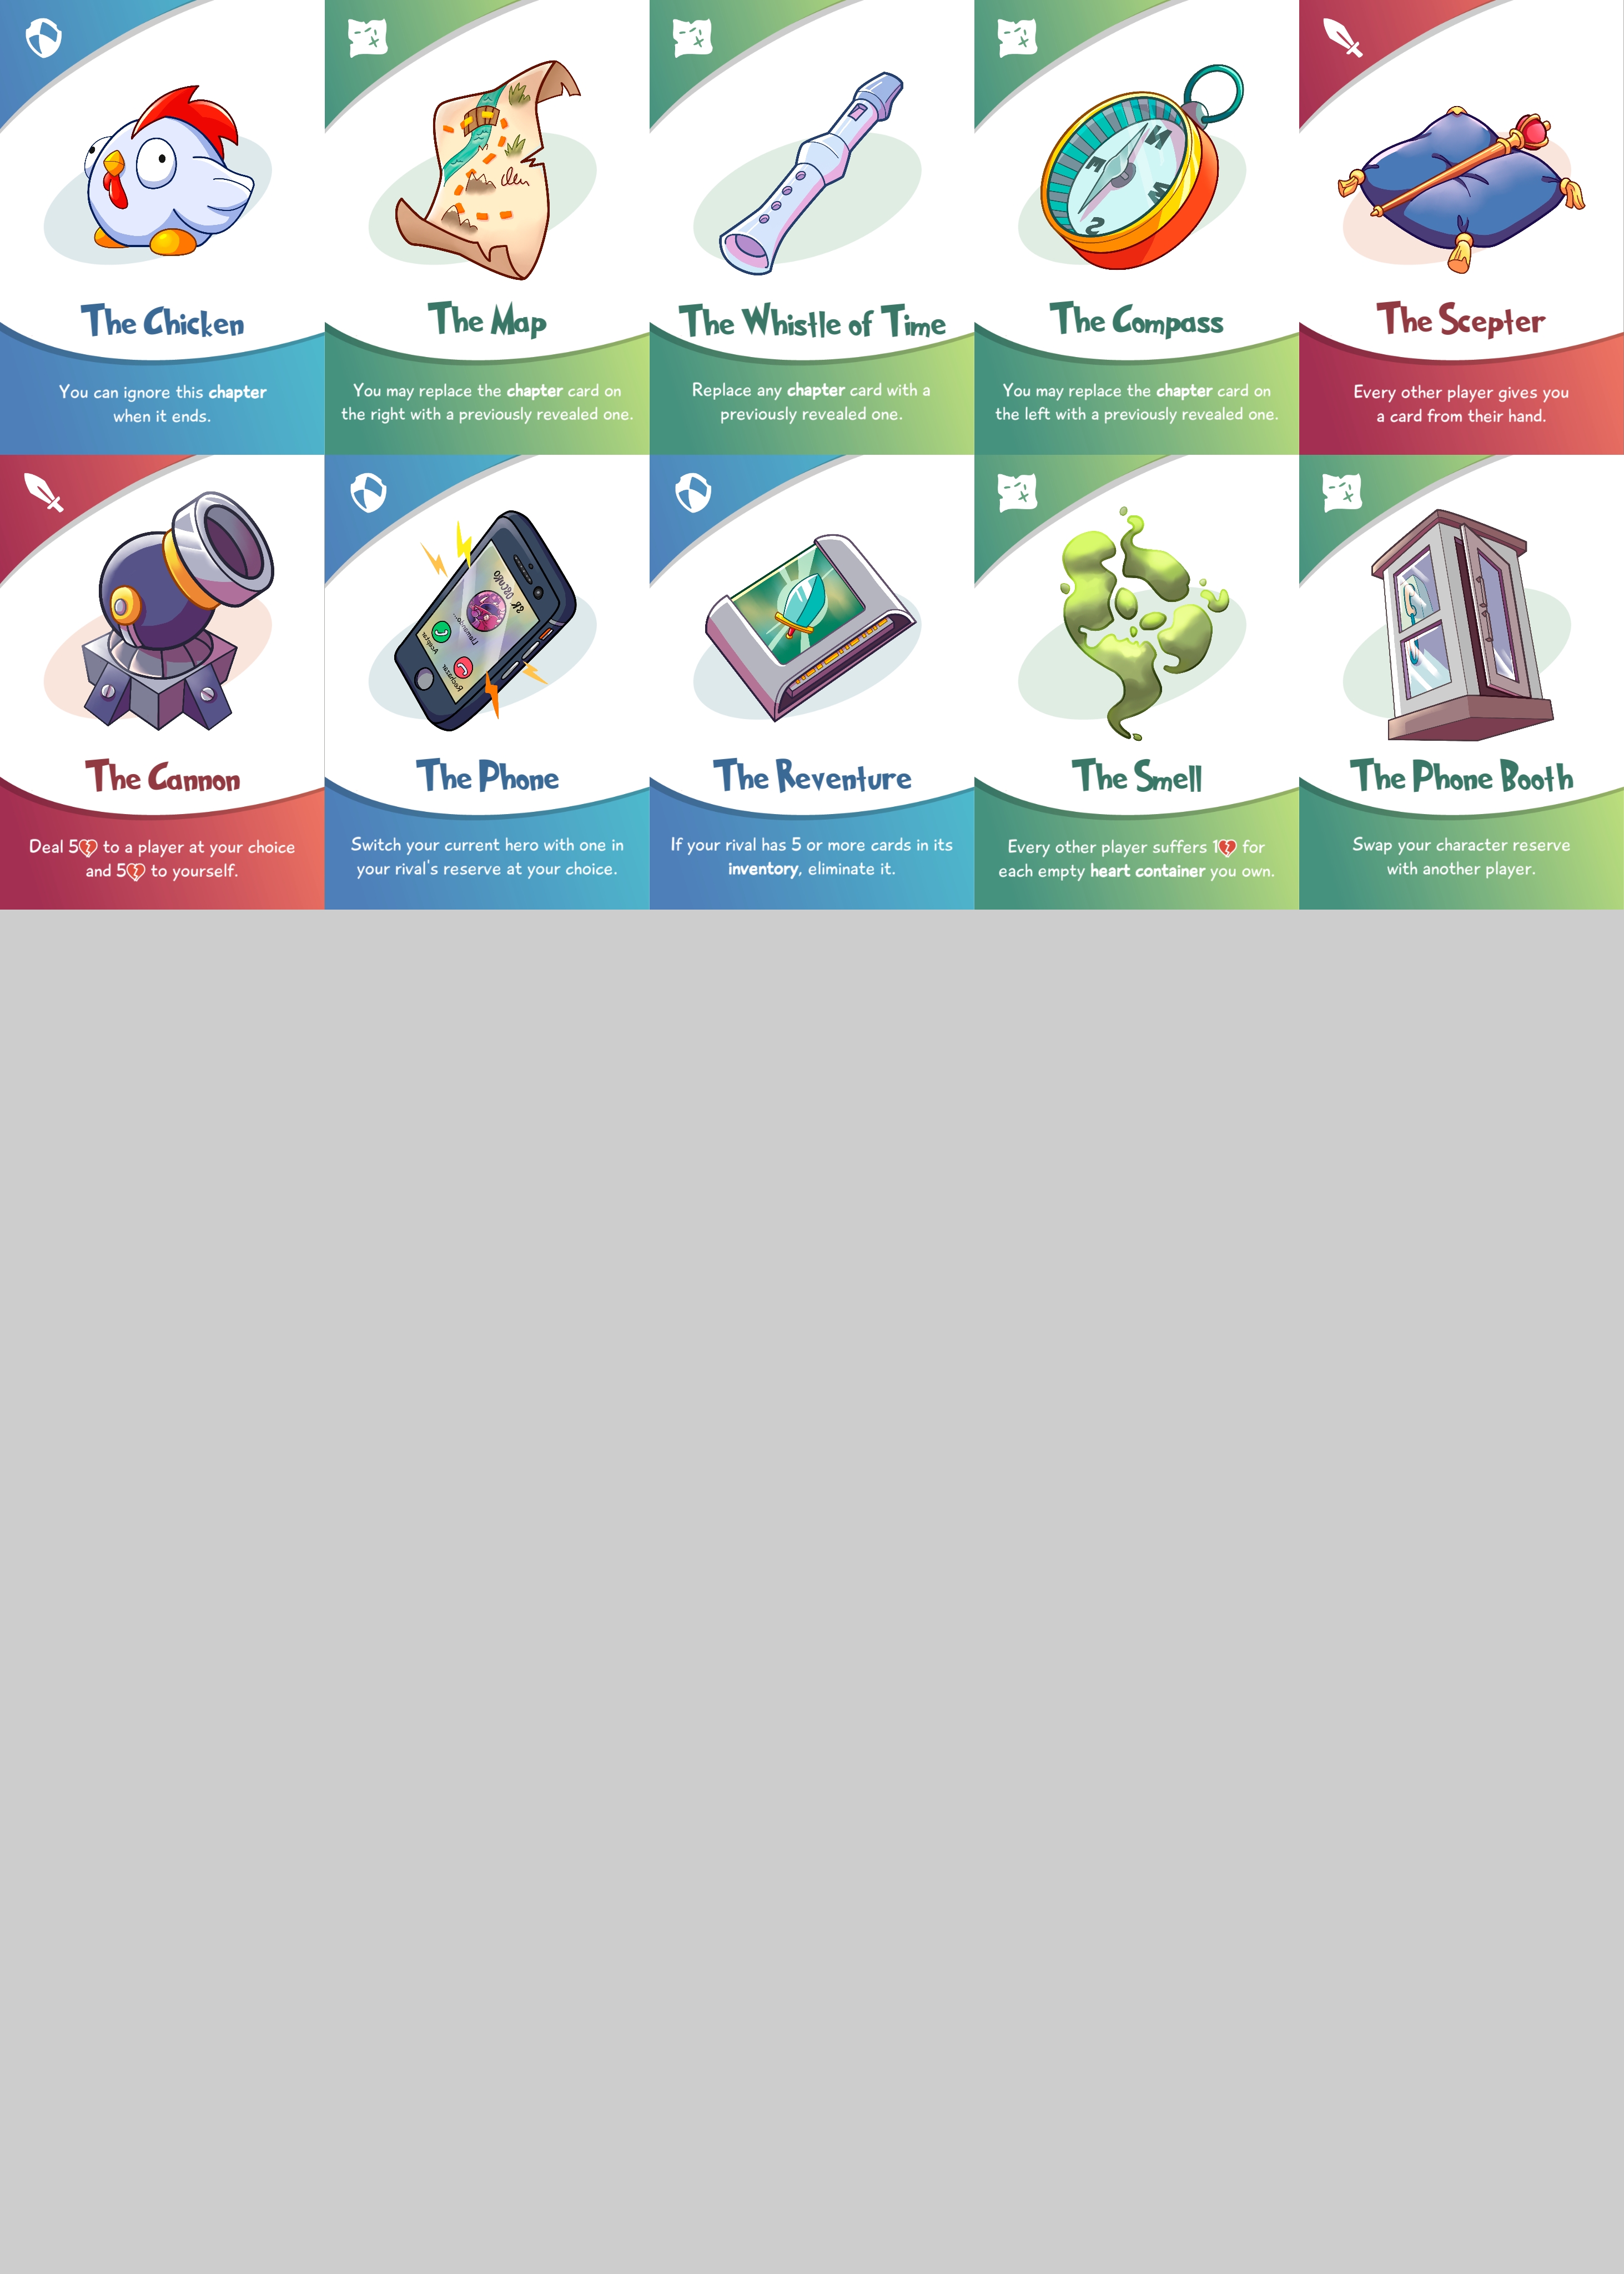 The Chicken
You can ignore this chapter
when it ends.
The Map
You may replace the chapter card on
the right with a previously revealed one.
The Whistle of Time
Replace any chapter card with a
previously revealed one.
The Compass
N
E
W
S
You may replace the chapter card on
the left with a previously revealed one.
The Scepter
Every other player gives you
a card from their hand.
The Cannon
Deal 5 to a player at your choice
and 5 to yourself.
The Phone
Switch your current hero with one in
your rival's reserve at your choice.
The Reventure
If your rival has 5 or more cards in its
inventory, eliminate it.
The Smell
Every other player suffers 1 for
each empty heart container you own.
The Phone Booth
Swap your character reserve
with another player.